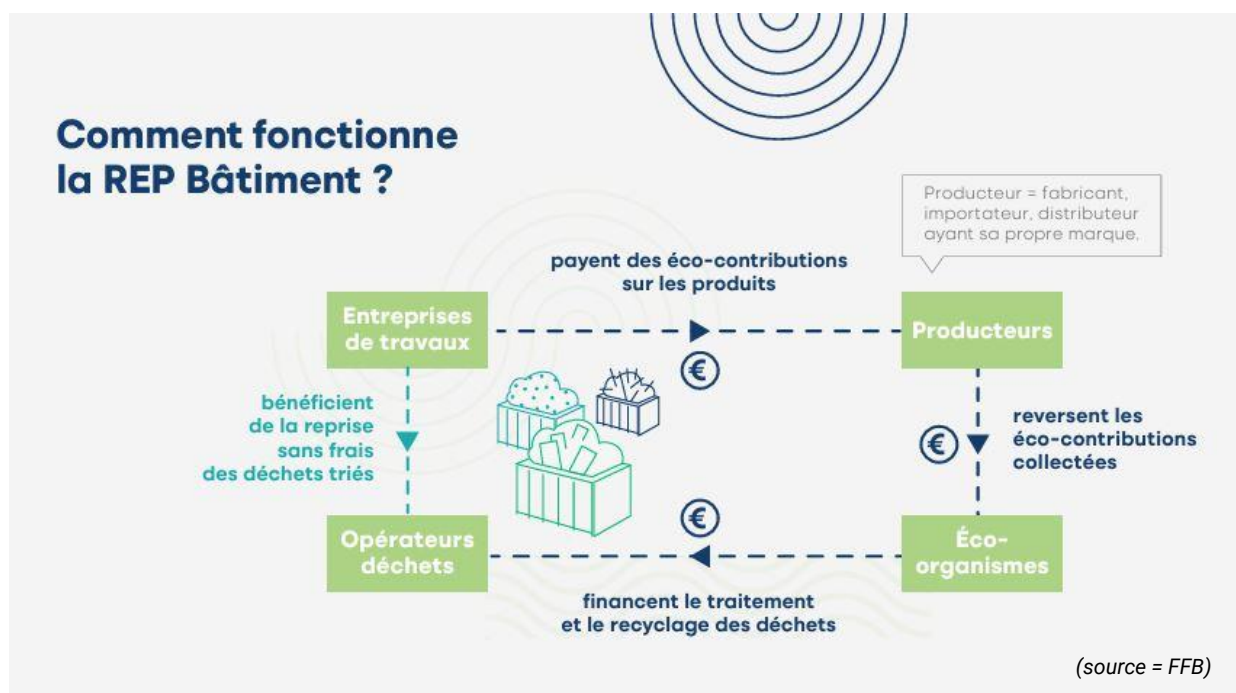 Comment fonctionne
la REP Bâtiment ?
Producteur = fabricant,
importateur, distributeur
ayant sa propre marque.
payent des éco-contributions
sur les produits
Entreprises
de travaux
Producteurs
€
bénéficient
de la reprise
sans frais
des déchets triés
€
reversent les
éco-contributions
collectées
€
Opérateurs
déchets
Éco-
organismes
financent le traitement
et le recyclage des déchets
(source = FFB)